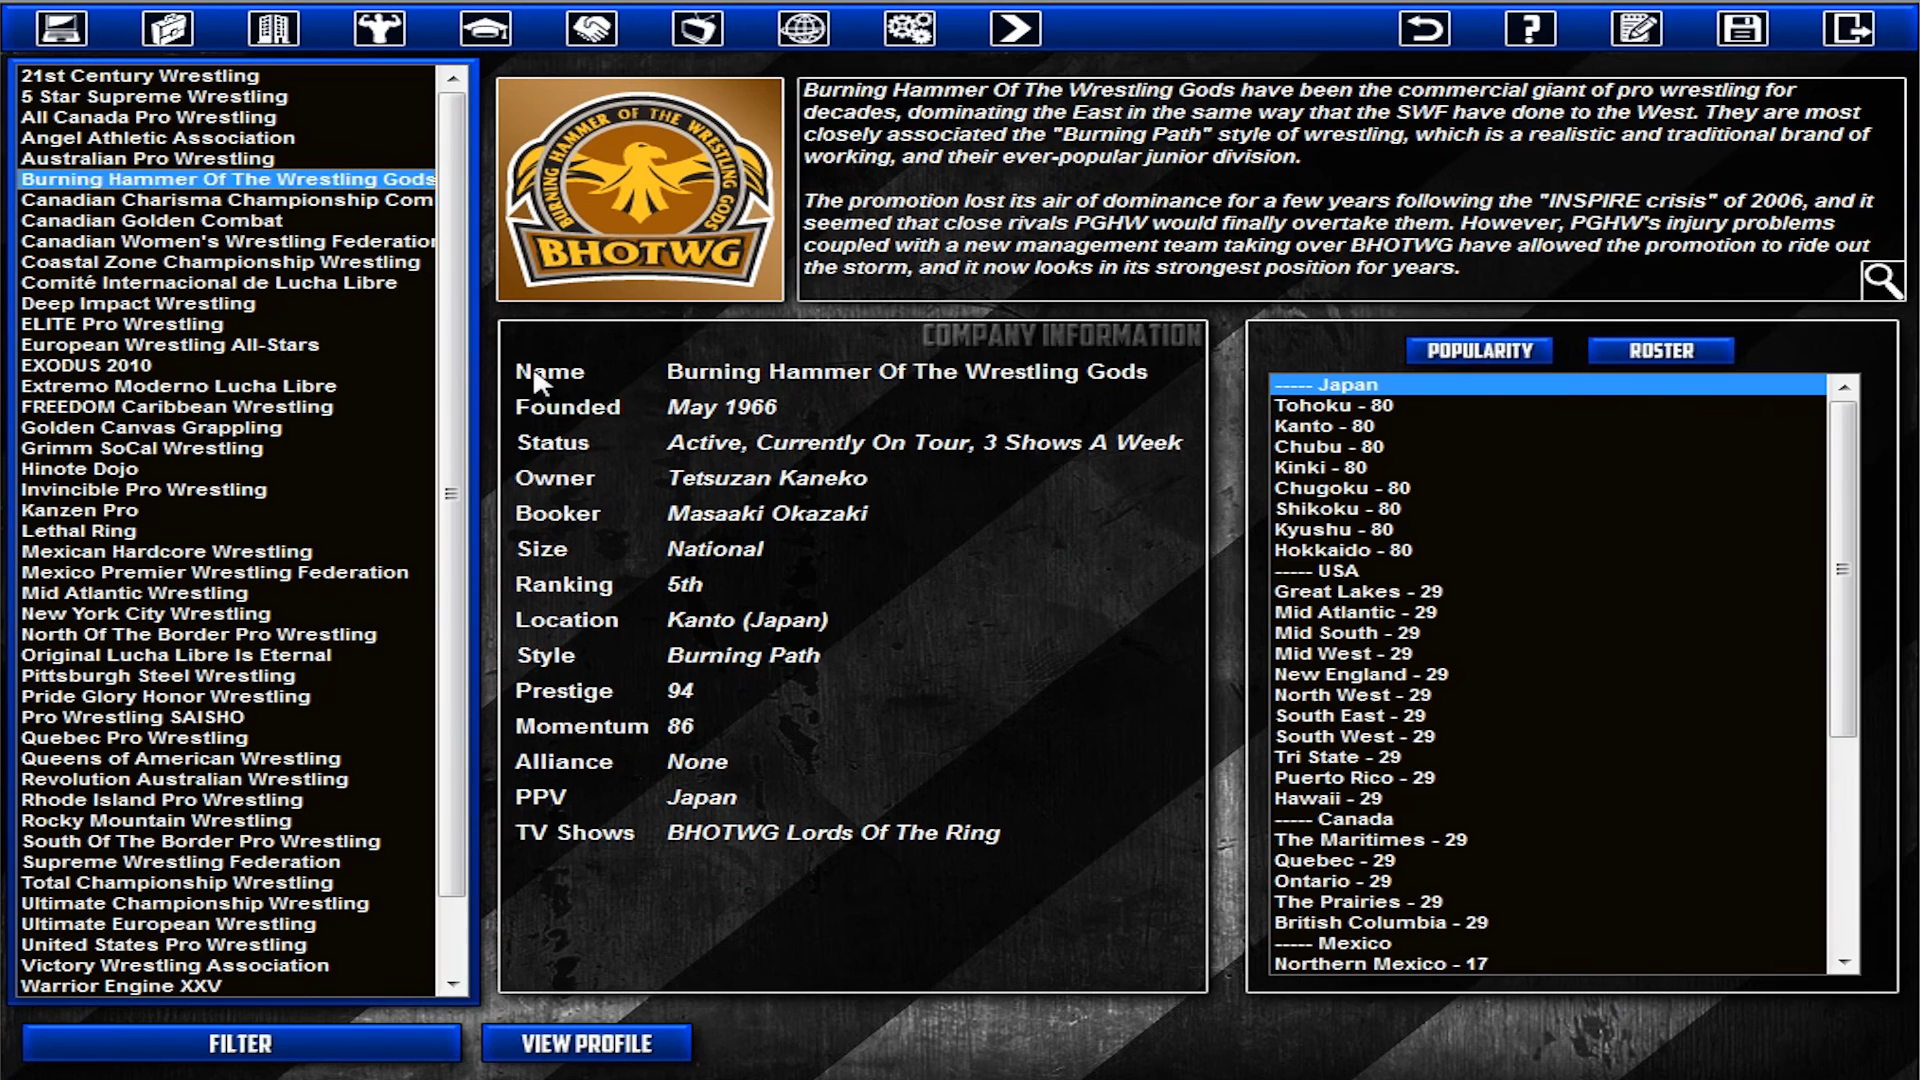 21st Century Wrestling
5 Star Supreme Wrestling
All Canada Pro Wrestling
Angel Athletic Association
Australian Pro Wrestling
Burning Hammer Of The Wrestling Gods
Canadian Charisma Championship Com
Canadian Golden Combat
Canadian Women's Wrestling Federation
Coastal Zone Championship Wrestling
Comité Internacional de Lucha Libre
Deep Impact Wrestling
ELITE Pro Wrestling
European Wrestling All-Stars
EXODUS 2010
Extremo Moderno Lucha Libre
FREEDOM Caribbean Wrestling
Golden Canvas Grappling
Grimm SoCal Wrestling
Hinote Dojo
Invincible Pro Wrestling
Kanzen Pro
Lethal Ring
Mexican Hardcore Wrestling
Mexico Premier Wrestling Federation
Mid Atlantic Wrestling
New York City Wrestling
North Of The Border Pro Wrestling
Original Lucha Libre Is Eternal
Pittsburgh Steel Wrestling
Pride Glory Honor Wrestling
Pro Wrestling SAISHO
Quebec Pro Wrestling
Queens of American Wrestling
Revolution Australian Wrestling
Rhode Island Pro Wrestling
Rocky Mountain Wrestling
South Of The Border Pro Wrestling
Supreme Wrestling Federation
Total Championship Wrestling
Ultimate Championship Wrestling
Ultimate European Wrestling
United States Pro Wrestling
Victory Wrestling Association
Warrior Engine XXV
FILTER
BURNING HAMMER OF THE WRESTLING GODS
BHOTWG
Burning Hammer Of The Wrestling Gods have been the commercial giant of pro wrestling for
decades, dominating the East in the same way that the SWF have done to the West. They are most
closely associated the "Burning Path" style of wrestling, which is a realistic and traditional brand of
working, and their ever-popular junior division.
The promotion lost its air of dominance for a few years following the "INSPIRE crisis" of 2006, and it
seemed that close rivals PGHW would finally overtake them. However, PGHW's injury problems
coupled with a new management team taking over BHOTWG have allowed the promotion to ride out
the storm, and it now looks in its strongest position for years.
COMPANY INFORMATION
Name Burning Hammer Of The Wrestling Gods
Founded May 1966
Status Active, Currently On Tour, 3 Shows A Week
Owner Tetsuzan Kaneko
Booker Masaaki Okazaki
Size National
Ranking 5th
Location Kanto (Japan)
Style Burning Path
Prestige 94
Momentum 86
Alliance None
PPV Japan
TV Shows BHOTWG Lords Of The Ring
VIEW PROFILE
POPULARITY ROSTER
----- Japan
Tohoku - 80
Kanto - 80
Chubu - 80
Kinki - 80
Chugoku - 80
Shikoku - 80
Kyushu - 80
Hokkaido - 80
----- USA
Great Lakes - 29
Mid Atlantic - 29
Mid South - 29
Mid West - 29
New England - 29
North West - 29
South East - 29
South West - 29
Tri State - 29
Puerto Rico - 29
Hawaii - 29
----- Canada
The Maritimes - 29
Quebec - 29
Ontario - 29
The Prairies - 29
British Columbia - 29
----- Mexico
Northern Mexico - 17